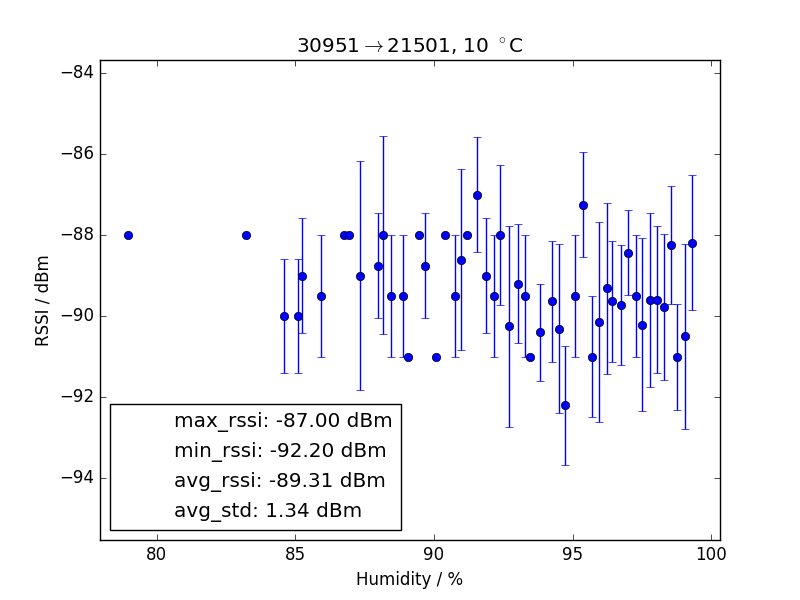 30951→21501, 10 °C
−84
−86
−88
−90
−92
−94
RSSI / dBm
max_rssi: -87.00 dBm
min_rssi: -92.20 dBm
avg_rssi: -89.31 dBm
avg_std: 1.34 dBm
80 85 90 95 100
Humidity / %